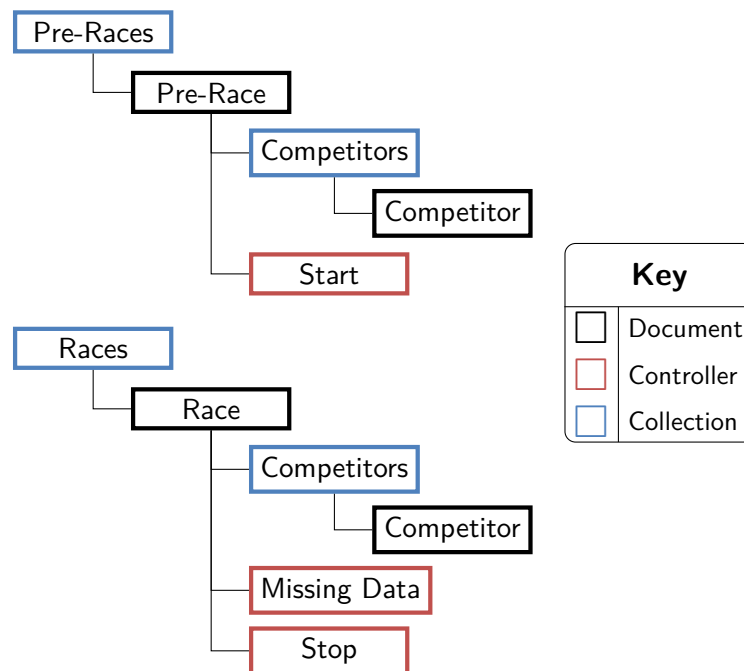 Pre-Races
Pre-Race
Competitors
Competitor
Start
Races
Race
Competitors
Competitor
Missing Data
Stop
Key
Document
Controller
Collection